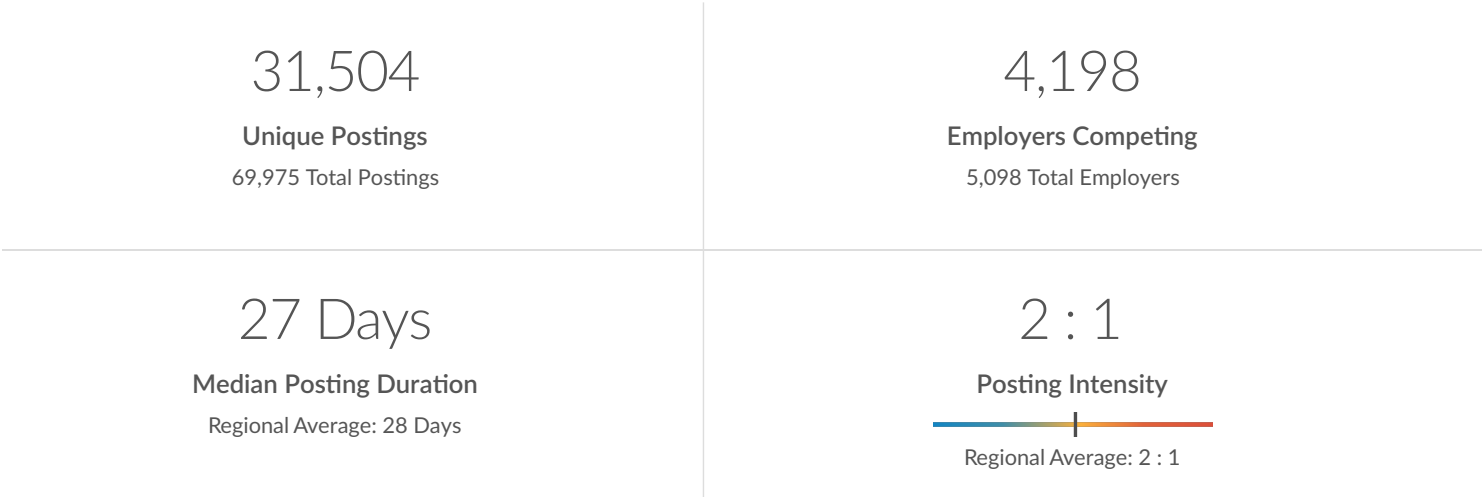 31,504
Unique Postings
69,975 Total Postings
4,198
Employers Competing
5,098 Total Employers
27 Days
Median Posting Duration
Regional Average: 28 Days
2 : 1
Posting Intensity
Regional Average: 2 : 1